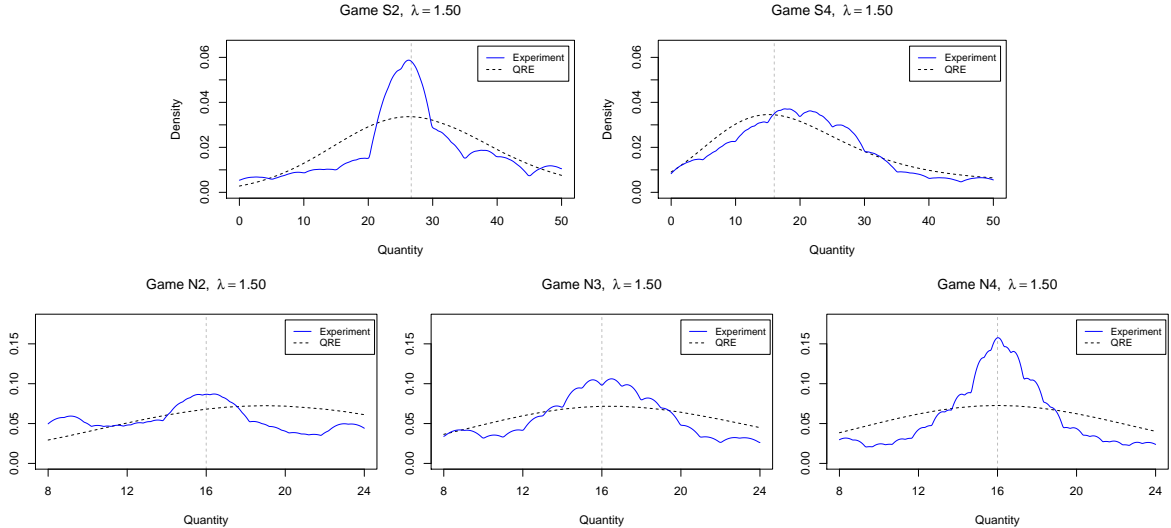 Game S2, λ = 1.50
Density
0.00 0.02 0.04 0.06
Experiment
QRE
0 10 20 30 40 50
Quantity
Game S4, λ = 1.50
Density
0.00 0.02 0.04 0.06
Experiment
QRE
0 10 20 30 40 50
Quantity
Game N2, λ = 1.50
0.00 0.05 0.10 0.15
Experiment
QRE
8 12 16 20 24
Quantity
Game N3, λ = 1.50
0.00 0.05 0.10 0.15
Experiment
QRE
8 12 16 20 24
Quantity
Game N4, λ = 1.50
0.00 0.05 0.10 0.15
Experiment
QRE
8 12 16 20 24
Quantity